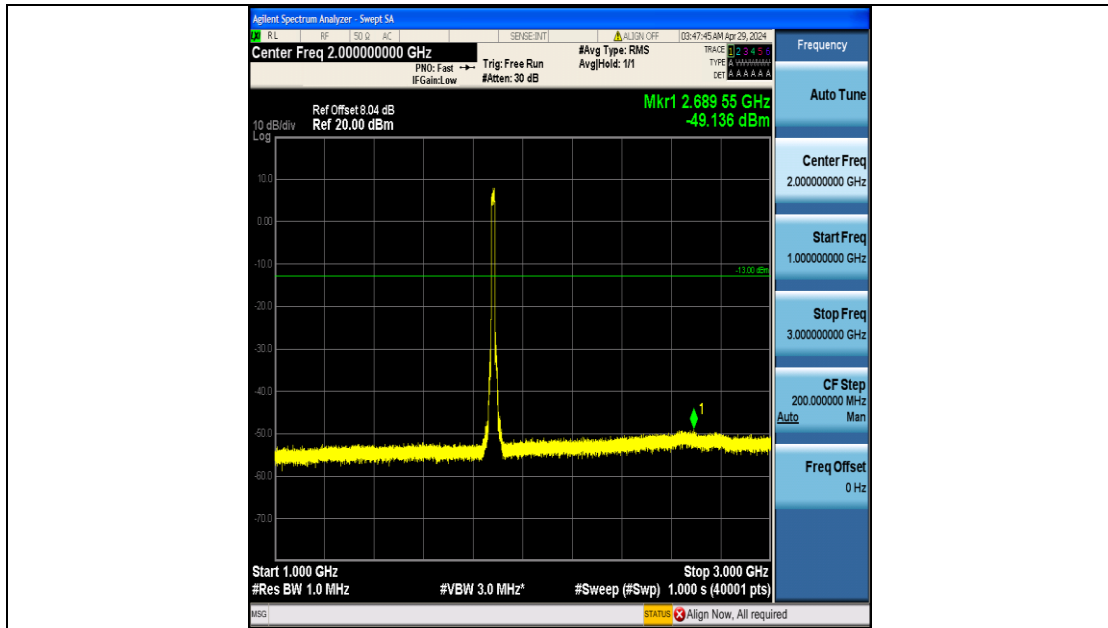 Agilent Spectrum Analyzer - Swept SA
RL RF 50 Ω AC SENSE:INT ALIGN OFF 03:47:45 AM Apr 29, 2024
Center Freq 2.000000000 GHz
PNO: Fast
IFGain:Low
Trig: Free Run
#Atten: 30 dB
#Avg Type: RMS
Avg|Hold: 1/1
TRACE 1 2 3 4 5 6
TYPE A
DET A A A A A A
Frequency
Mkr1 2.689 55 GHz
-49.136 dBm
Ref Offset 8.04 dB
10 dB/div Ref 20.00 dBm
Log
10.0
0.00
-10.0
-13.00 dBm
-20.0
-30.0
-40.0
1
-50.0
-60.0
-70.0
Start 1.000 GHz Stop 3.000 GHz
#Res BW 1.0 MHz #VBW 3.0 MHz* #Sweep (#Swp) 1.000 s (40001 pts)
Auto Tune
Center Freq
2.000000000 GHz
Start Freq
1.000000000 GHz
Stop Freq
3.000000000 GHz
CF Step
200.000000 MHz
Auto Man
Freq Offset
0 Hz
MSG STATUS Align Now, All required